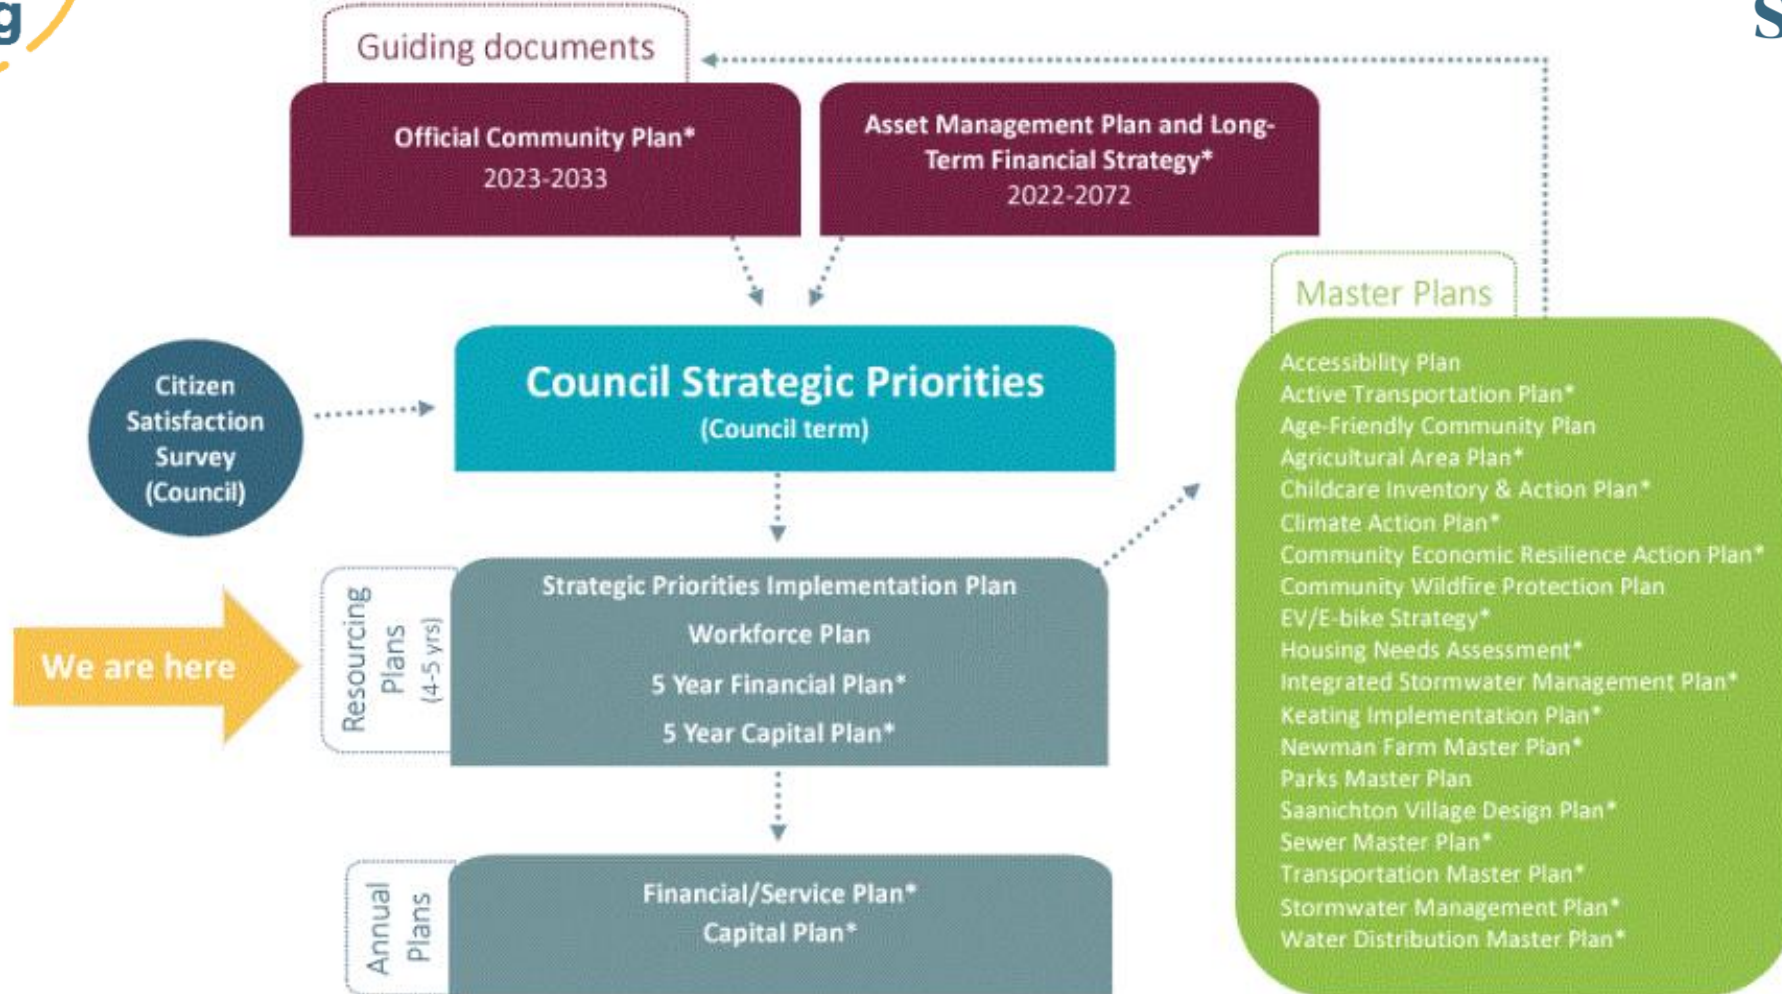 g
S
Guiding documents
Official Community Plan*
2023-2033
Asset Management Plan and Long-
Term Financial Strategy*
2022-2072
Citizen
Satisfaction
Survey
(Council)
Council Strategic Priorities
(Council term)
We are here
Resourcing
Plans
(4-5 yrs)
Strategic Priorities Implementation Plan
Workforce Plan
5 Year Financial Plan*
5 Year Capital Plan*
Annual
Plans
Financial/Service Plan*
Capital Plan*
Master Plans
Accessibility Plan
Active Transportation Plan*
Age-Friendly Community Plan
Agricultural Area Plan*
Childcare Inventory & Action Plan*
Climate Action Plan*
Community Economic Resilience Action Plan*
Community Wildfire Protection Plan
EV/E-bike Strategy*
Housing Needs Assessment*
Integrated Stormwater Management Plan*
Keating Implementation Plan*
Newman Farm Master Plan*
Parks Master Plan
Saanichton Village Design Plan*
Sewer Master Plan*
Transportation Master Plan*
Stormwater Management Plan*
Water Distribution Master Plan*